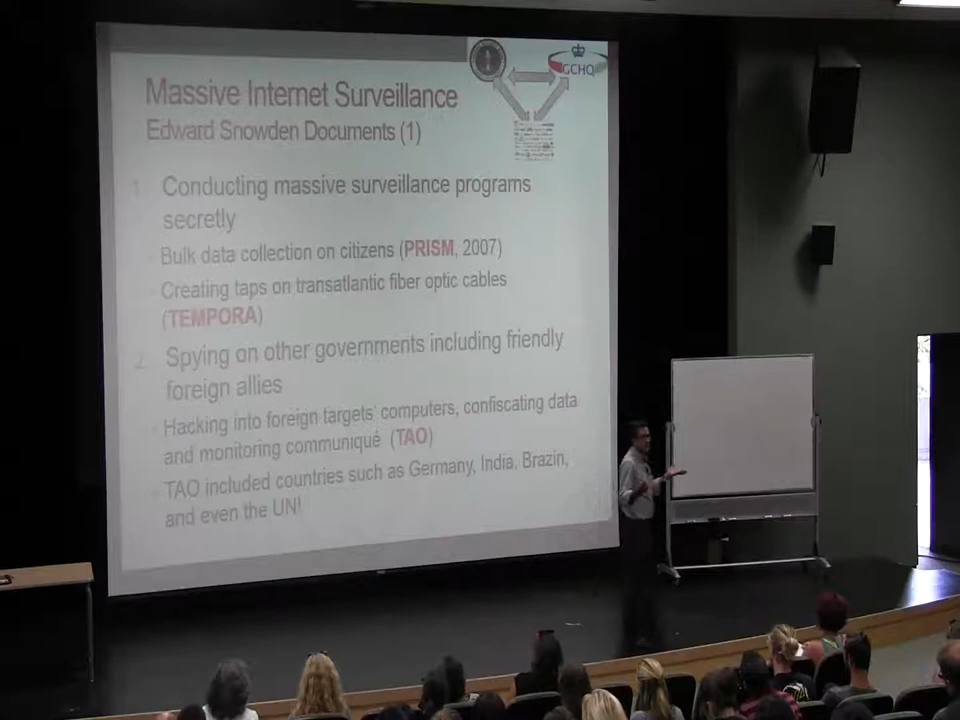 Massive Internet Surveillance
GCHQ
Edward Snowden Documents (1)
1. Conducting massive surveillance programs
secretly
Bulk data collection on citizens (PRISM, 2007)
Creating taps on transatlantic fiber optic cables
(TEMPORA)
2. Spying on other governments including friendly
foreign allies
Hacking into foreign targets' computers, confiscating data
and monitoring communiqué (TAO)
TAO included countries such as Germany, India, Brazin,
and even the UN!